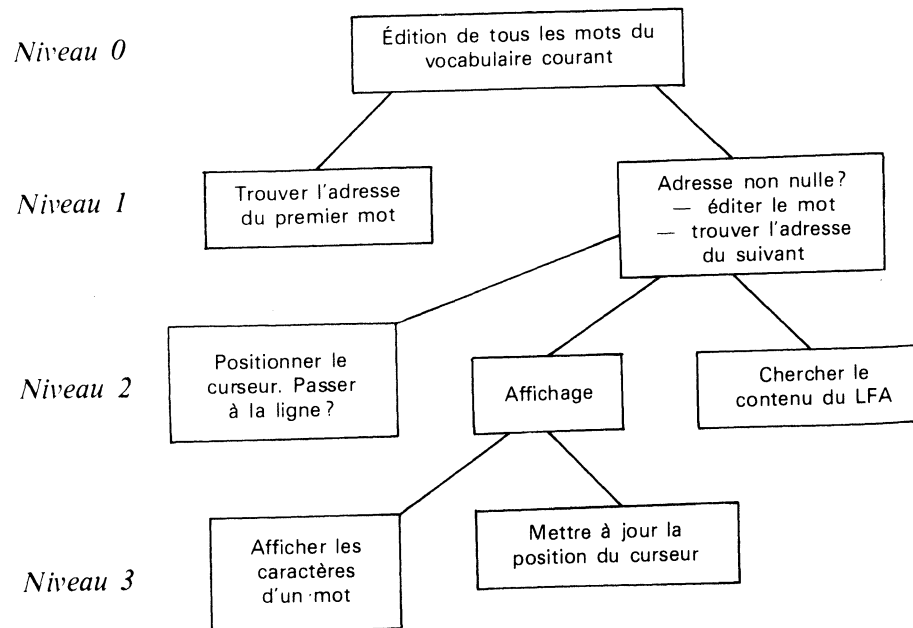 Niveau 0
Édition de tous les mots du
vocabulaire courant
Niveau 1
Trouver l'adresse
du premier mot
Adresse non nulle?
— éditer le mot
— trouver l'adresse
du suivant
Niveau 2
Positionner le
curseur. Passer
à la ligne?
Affichage
Chercher le
contenu du LFA
Niveau 3
Afficher les
caractères
d'un mot
Mettre à jour la
position du curseur